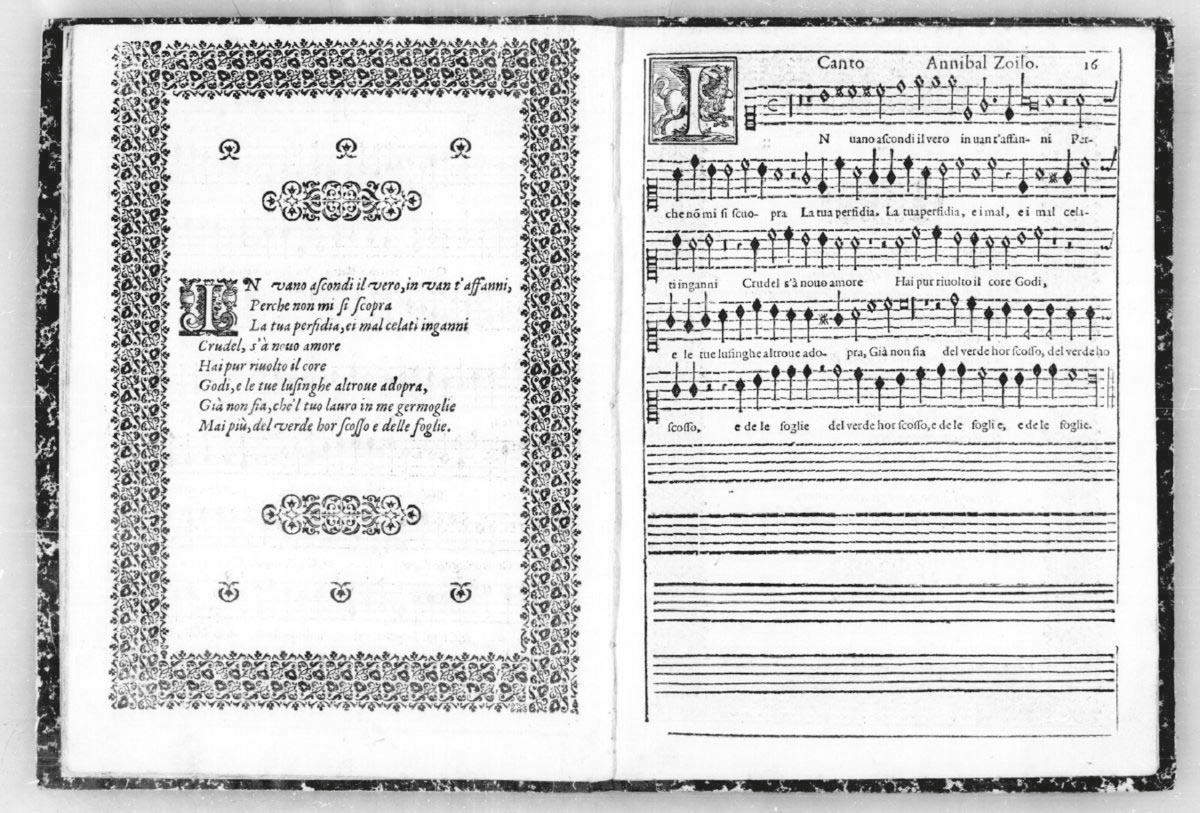 IN vano aſcondi il vero, in van t'affanni,
Perche non mi ſi ſcopra
La tua perfidia, ei mal celati inganni
Crudel, s'à nouo amore
Hai pur riuolto il core
Godi, e le tue luſinghe altroue adopra,
Già non fia, che'l tuo lauro in me germoglie
Mai più, del verde hor ſcoſſo e delle foglie.
Canto Annibal Zoiſo. 16
IN uano aſcondi il vero in uan t'affan- ni Per-
che nõ mi ſi ſcuo- pra La tua perfidia. La tua perfidia, e i mal, e i mal cela-
ti inganni Crudel s'à nouo amore Hai pur riuolto il core Godi,
e le tue luſinghe altroue ado- pra, Già non fia del verde hor ſcoſſo, del verde ho
ſcoſſo, e de le foglie del verde hor ſcoſſo, e de le fogli e, e de le foglie.